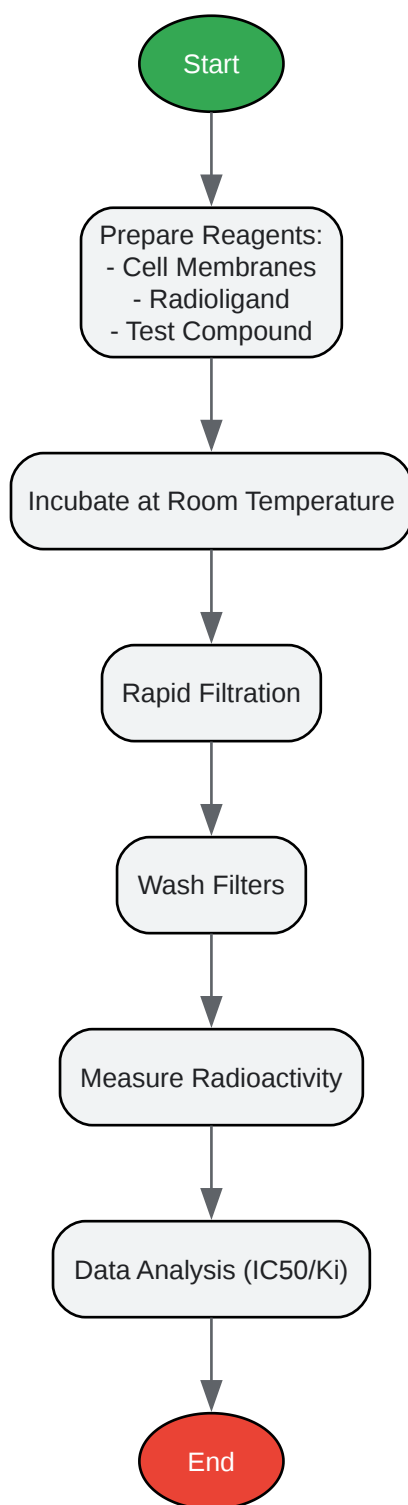 Start
Prepare Reagents:
- Cell Membranes
- Radioligand
- Test Compound
Incubate at Room Temperature
Rapid Filtration
Wash Filters
Measure Radioactivity
Data Analysis (IC50/Ki)
End